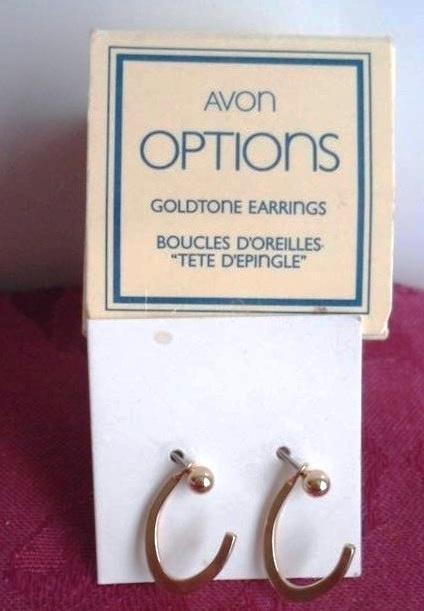 AVON
OPTIONS
GOLDTONE EARRINGS
BOUCLES D'OREILLES-
"TETE D'EPINGLE"